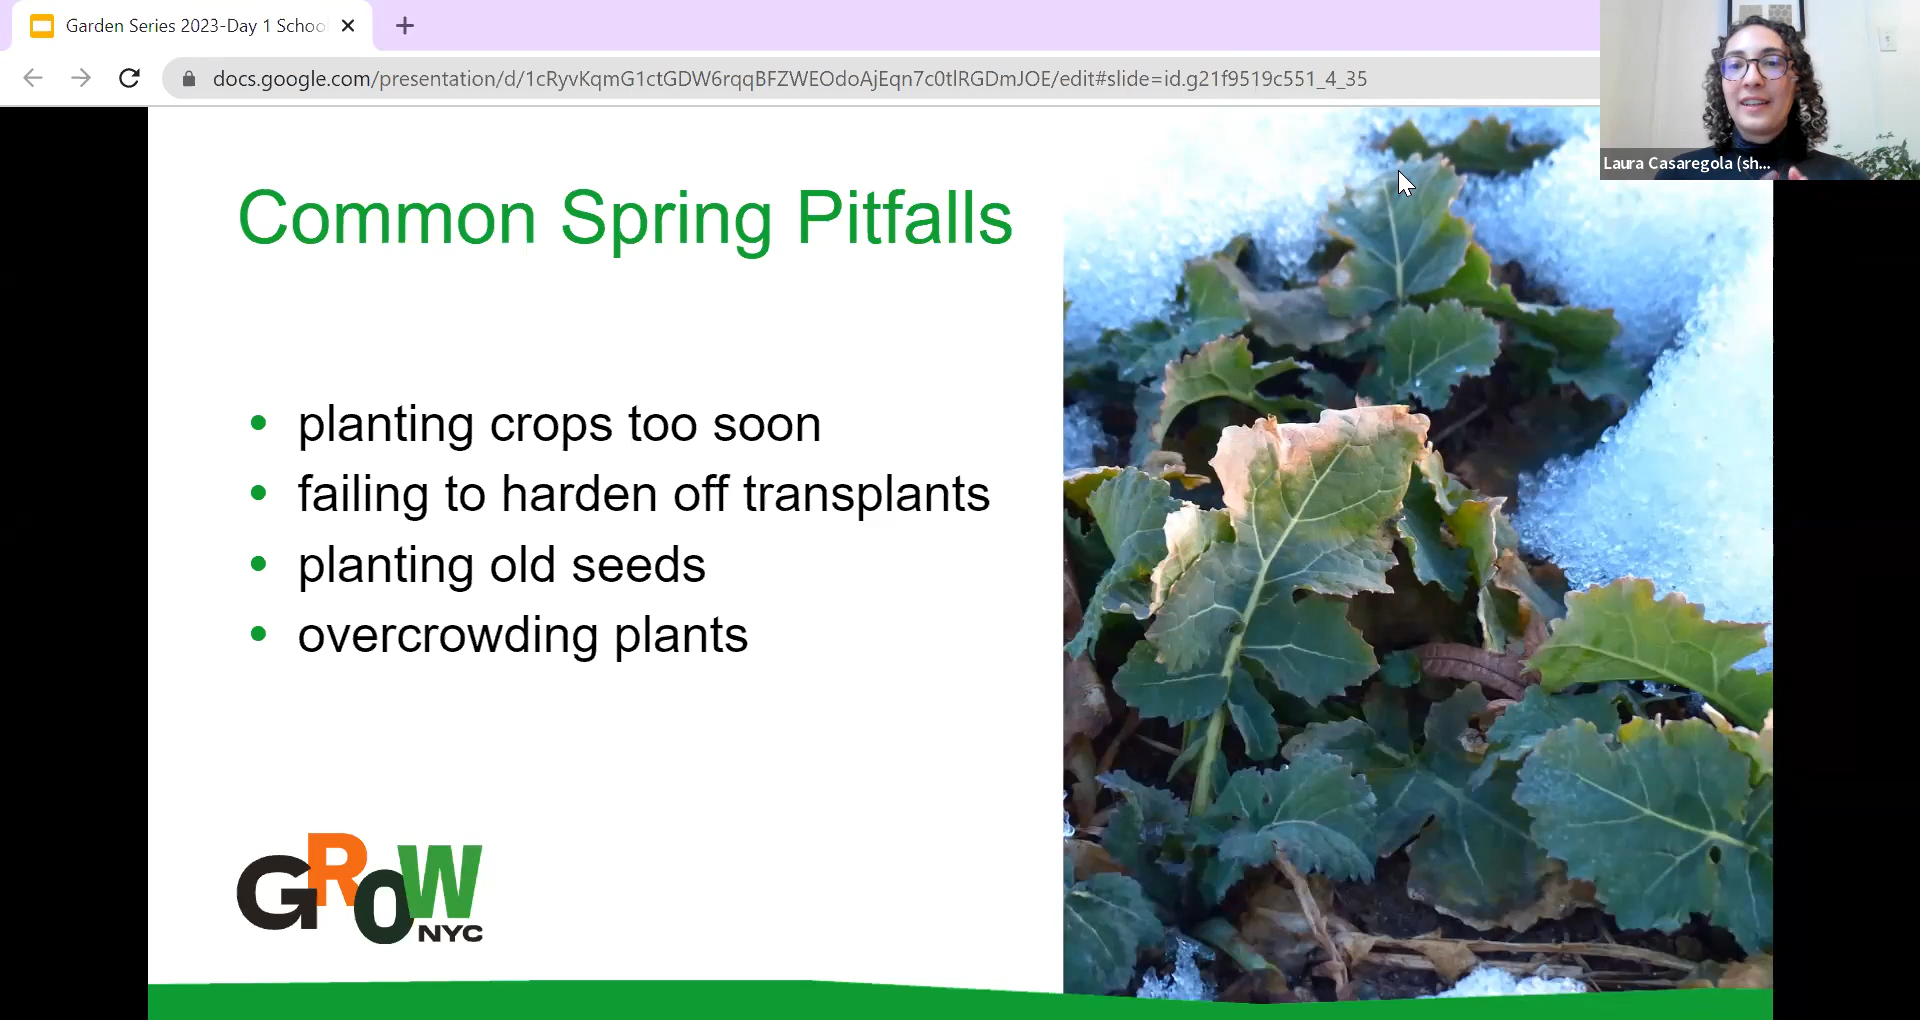 Garden Series 2023-Day 1 Schoo
docs.google.com/presentation/d/1cRyvKqmG1ctGDW6rqqBFZWEOdoAjEqn7c0tlRGDmJOE/edit#slide=id.g21f9519c551_4_35
Laura Casaregola (sh...
Common Spring Pitfalls
• planting crops too soon
• failing to harden off transplants
• planting old seeds
• overcrowding plants
GROW
NYC